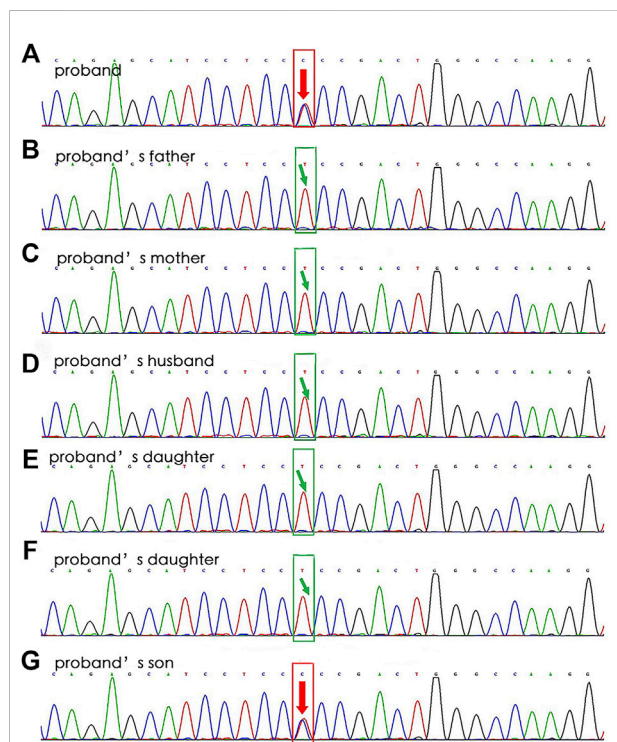 A
C A G A G C A T C C T C C C C C G A C T G G G C C A A G G
proband
B
proband's father
C A G A G C A T C C T C C T C C G A C T G G G C C A A G G
C
proband's mother
C A G A G C A T C C T C C T C C G A C T G G G C C A A G G
D
proband's husband
C A G A G C A T C C T C C T C C G A C T G G G C C A A G G
E
proband's daughter
C A G A G C A T C C T C C T C C G A C T G G G C C A A G G
F
proband's daughter
C A G A G C A T C C T C C T C C G A C T G G G C C A A G G
G
proband's son
C A G A G C A T C C T C C C C C G A C T G G G C C A A G G